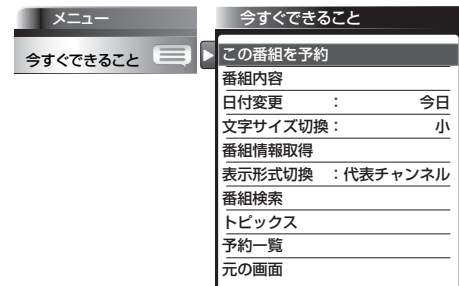 メニュー
今すぐできること
今すぐできること
この番組を予約
番組内容
日付変更 : 今日
文字サイズ切換 : 小
番組情報取得
表示形式切換 : 代表チャンネル
番組検索
トピックス
予約一覧
元の画面